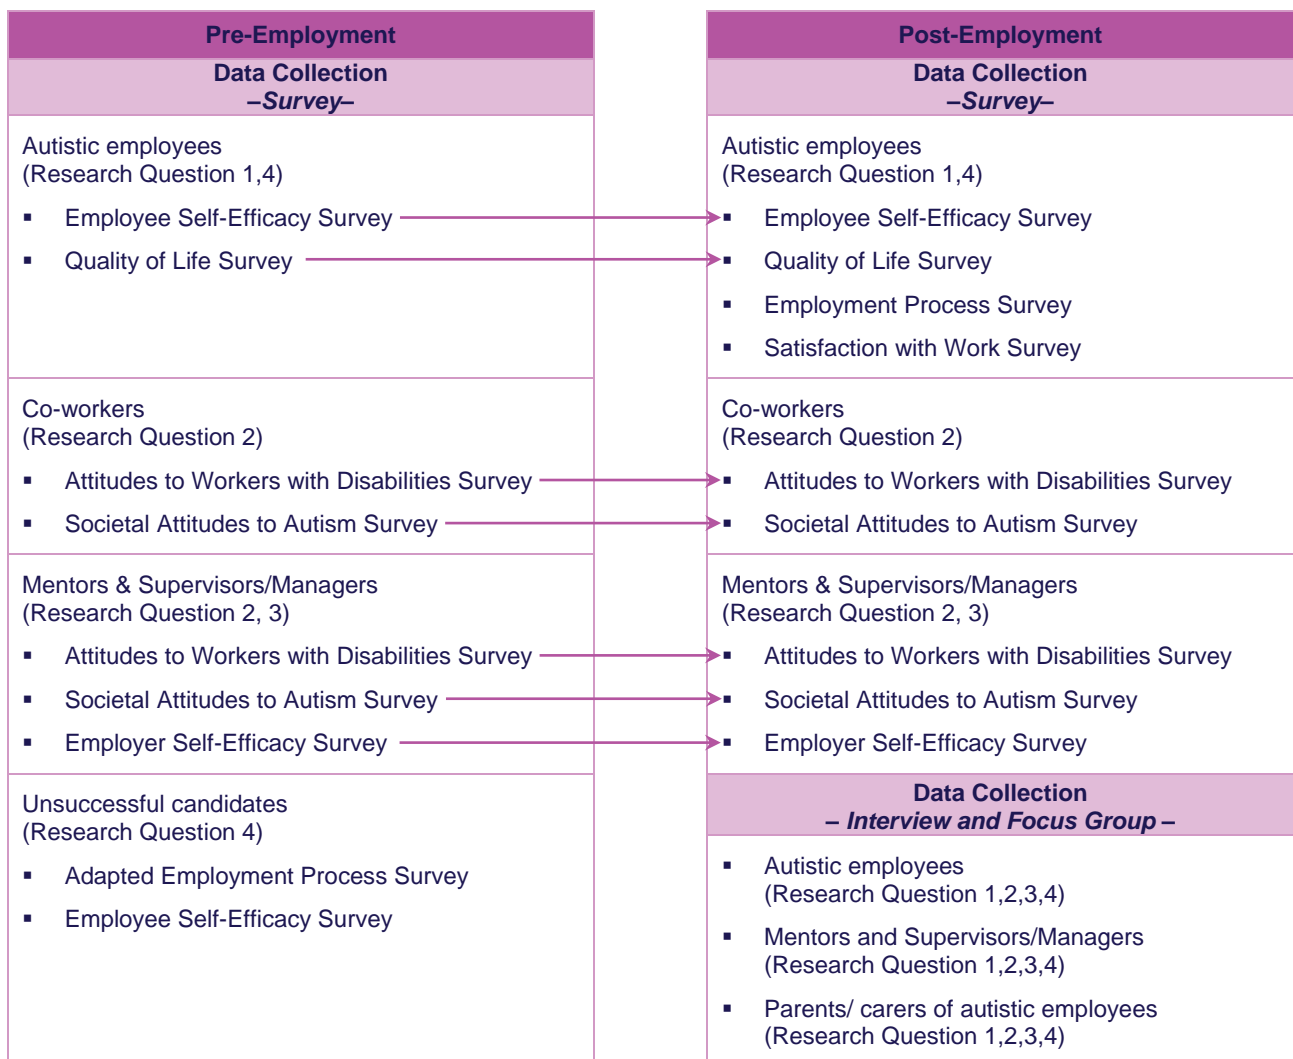 Pre-Employment
Data Collection
–Survey–
Autistic employees
(Research Question 1,4)
▪ Employee Self-Efficacy Survey
▪ Quality of Life Survey
Co-workers
(Research Question 2)
▪ Attitudes to Workers with Disabilities Survey
▪ Societal Attitudes to Autism Survey
Mentors & Supervisors/Managers
(Research Question 2, 3)
▪ Attitudes to Workers with Disabilities Survey
▪ Societal Attitudes to Autism Survey
▪ Employer Self-Efficacy Survey
Unsuccessful candidates
(Research Question 4)
▪ Adapted Employment Process Survey
▪ Employee Self-Efficacy Survey
Post-Employment
Data Collection
–Survey–
Autistic employees
(Research Question 1,4)
▪ Employee Self-Efficacy Survey
▪ Quality of Life Survey
▪ Employment Process Survey
▪ Satisfaction with Work Survey
Co-workers
(Research Question 2)
▪ Attitudes to Workers with Disabilities Survey
▪ Societal Attitudes to Autism Survey
Mentors & Supervisors/Managers
(Research Question 2, 3)
▪ Attitudes to Workers with Disabilities Survey
▪ Societal Attitudes to Autism Survey
▪ Employer Self-Efficacy Survey
Data Collection
– Interview and Focus Group –
▪ Autistic employees
(Research Question 1,2,3,4)
▪ Mentors and Supervisors/Managers
(Research Question 1,2,3,4)
▪ Parents/ carers of autistic employees
(Research Question 1,2,3,4)